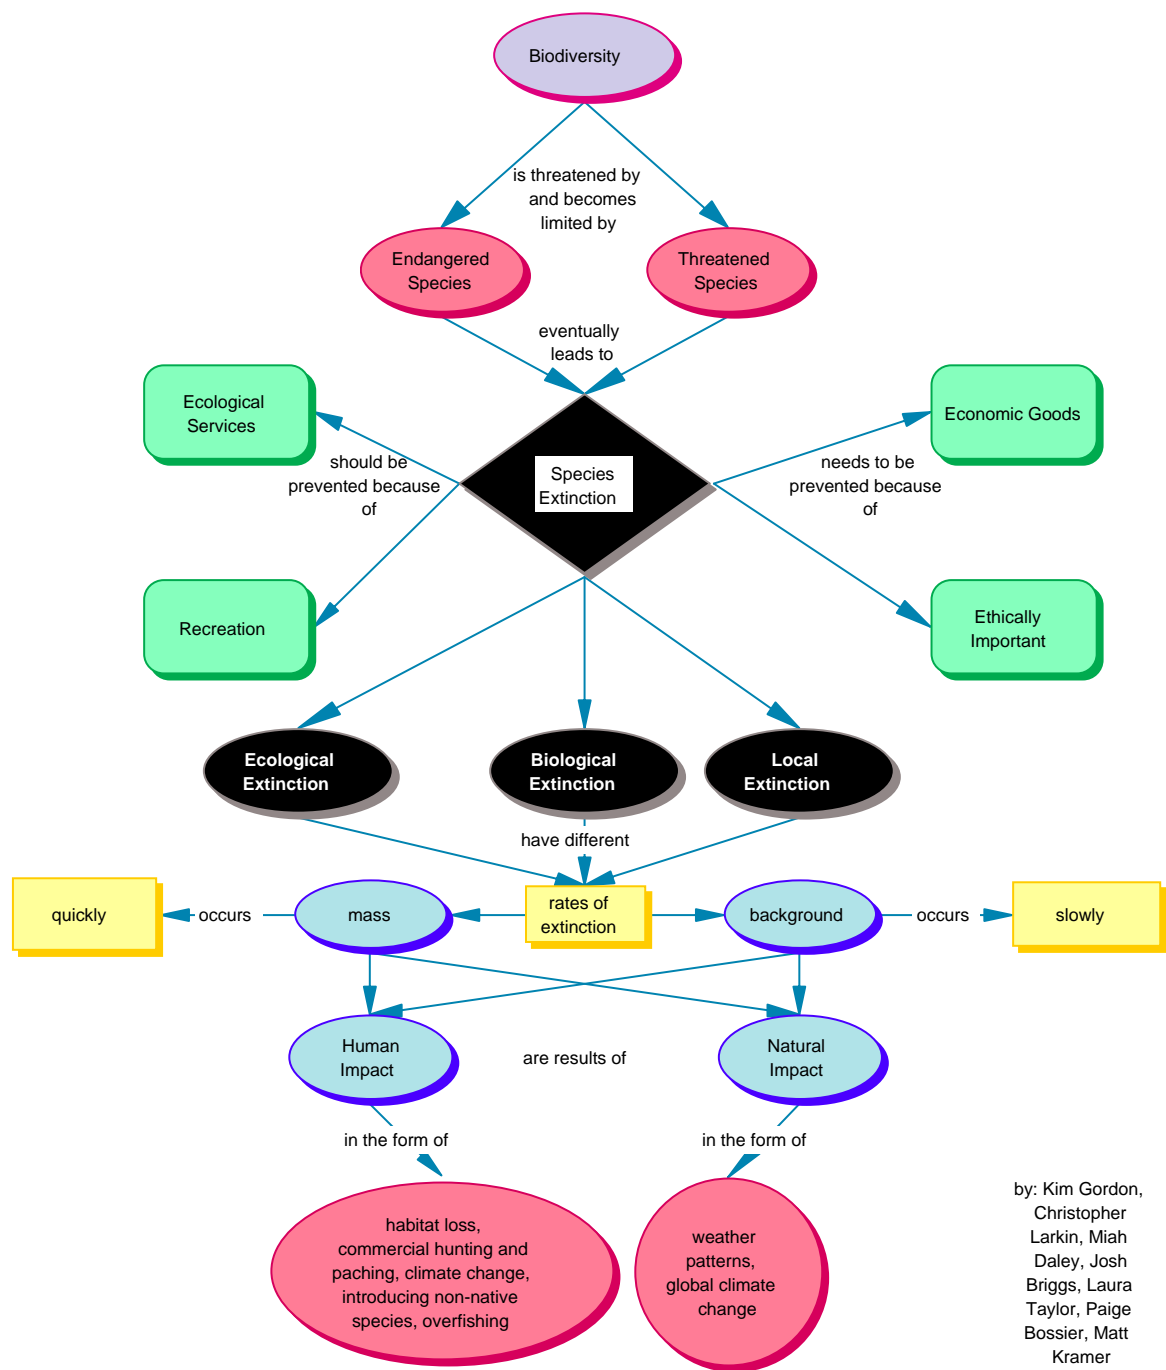 Biodiversity
is threatened by
and becomes
limited by
Endangered
Species
Threatened
Species
eventually
leads to
Ecological
Services
Economic Goods
should be
prevented because
of
Species
Extinction
needs to be
prevented because
of
Recreation
Ethically
Important
Ecological
Extinction
Biological
Extinction
Local
Extinction
have different
quickly
occurs
mass
rates of
extinction
background
occurs
slowly
Human
Impact
are results of
Natural
Impact
in the form of
in the form of
habitat loss,
commercial hunting and
paching, climate change,
introducing non-native
species, overfishing
weather
patterns,
global climate
change
by: Kim Gordon,
Christopher
Larkin, Miah
Daley, Josh
Briggs, Laura
Taylor, Paige
Bossier, Matt
Kramer